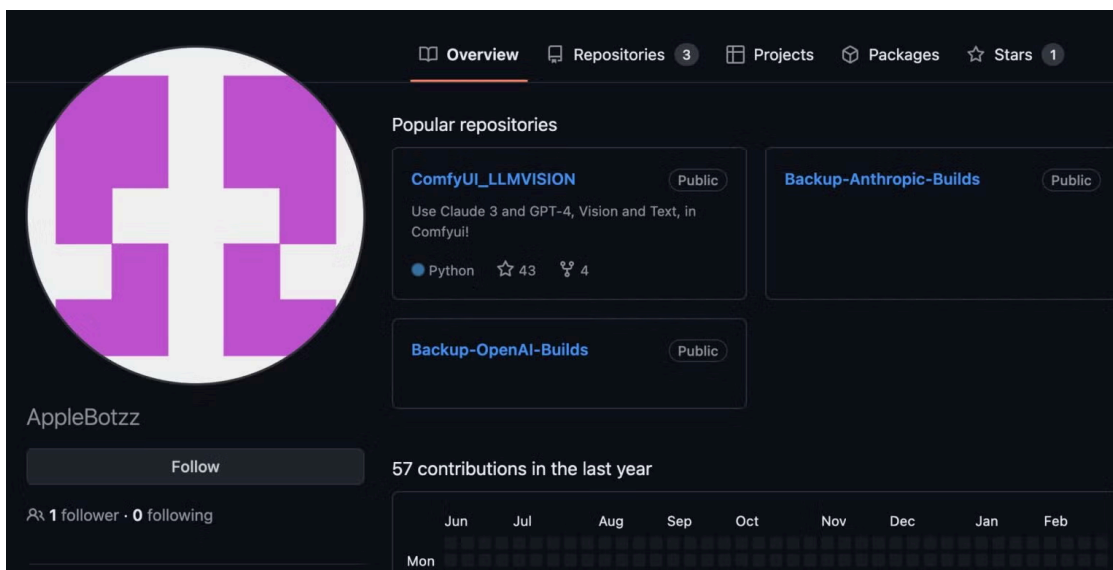 Overview Repositories 3 Projects Packages Stars 1
Popular repositories
ComfyUI_LLMVISION Public
Use Claude 3 and GPT-4, Vision and Text, in
Comfyui!
Python 43 4
Backup-Anthropic-Builds Public
Backup-OpenAI-Builds Public
AppleBotzz
Follow
1 follower · 0 following
57 contributions in the last year
Jun Jul Aug Sep Oct Nov Dec Jan Feb
Mon